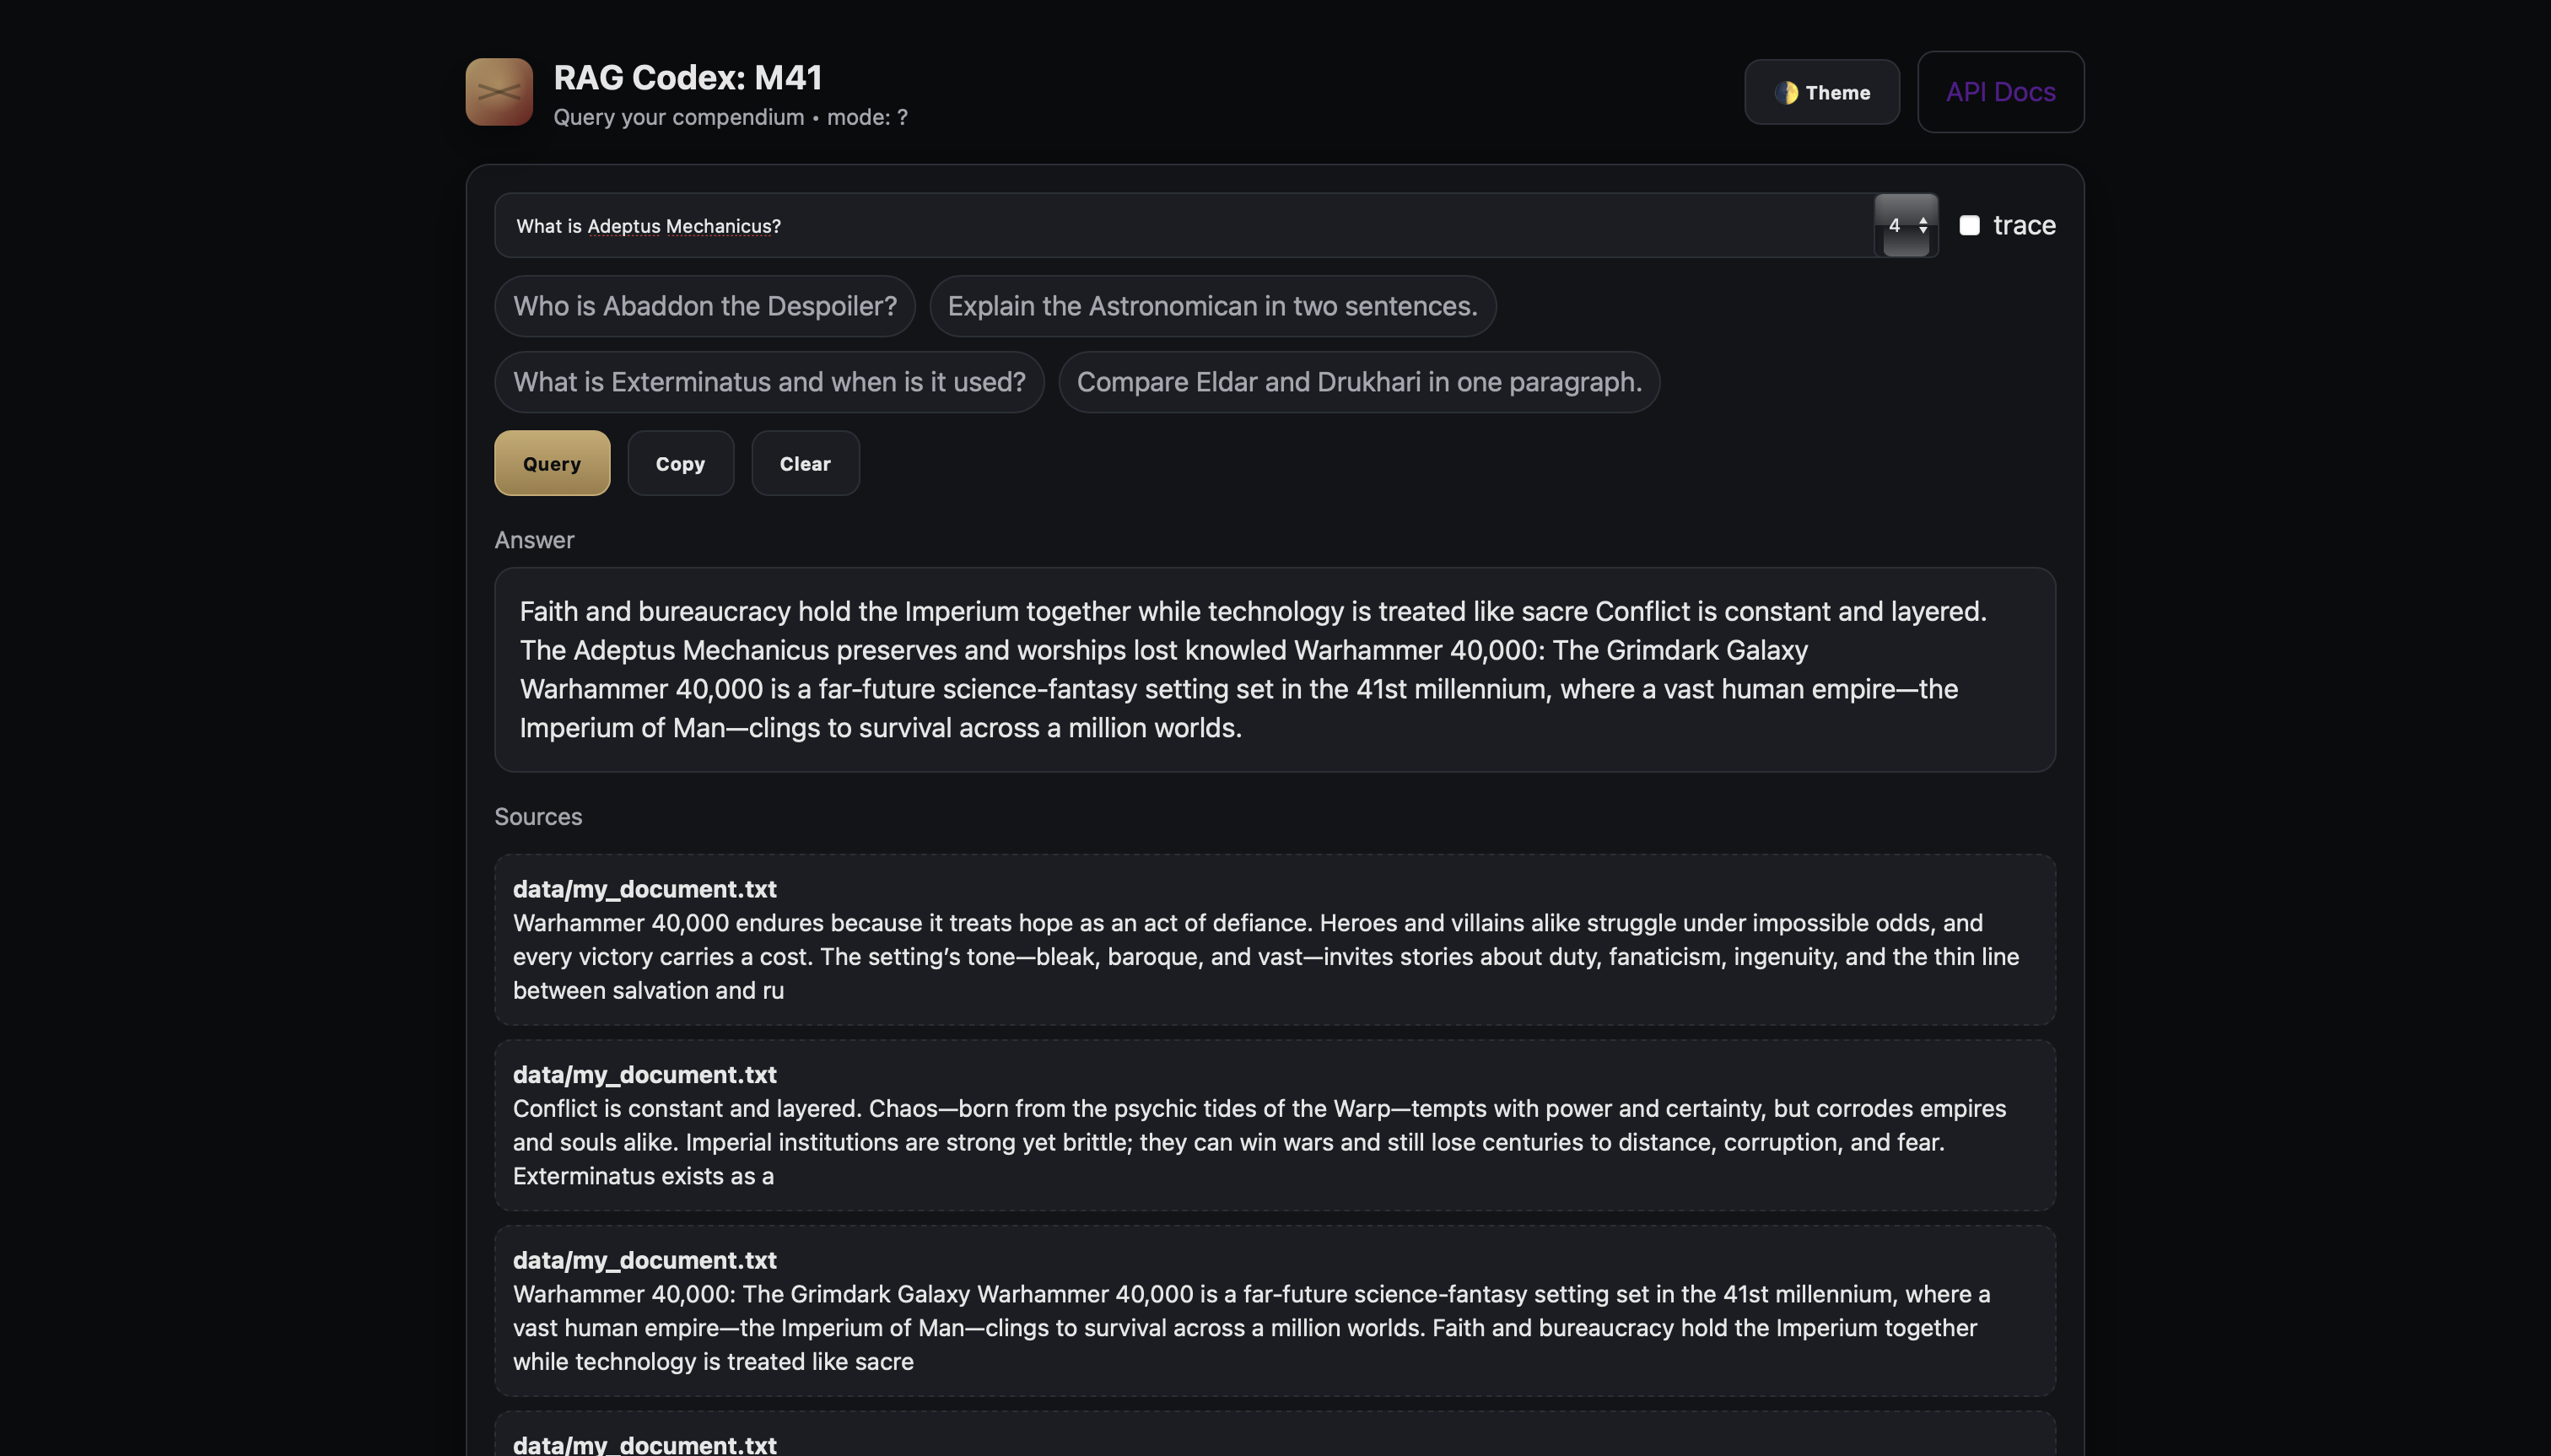 RAG Codex: M41
Query your compendium • mode: ?
🌓 Theme
API Docs
What is Adeptus Mechanicus?
4
trace
Who is Abaddon the Despoiler?
Explain the Astronomican in two sentences.
What is Exterminatus and when is it used?
Compare Eldar and Drukhari in one paragraph.
Query
Copy
Clear
Answer
Faith and bureaucracy hold the Imperium together while technology is treated like sacre Conflict is constant and layered.
The Adeptus Mechanicus preserves and worships lost knowled Warhammer 40,000: The Grimdark Galaxy
Warhammer 40,000 is a far-future science-fantasy setting set in the 41st millennium, where a vast human empire—the
Imperium of Man—clings to survival across a million worlds.
Sources
data/my_document.txt
Warhammer 40,000 endures because it treats hope as an act of defiance. Heroes and villains alike struggle under impossible odds, and
every victory carries a cost. The setting’s tone—bleak, baroque, and vast—invites stories about duty, fanaticism, ingenuity, and the thin line
between salvation and ru
data/my_document.txt
Conflict is constant and layered. Chaos—born from the psychic tides of the Warp—tempts with power and certainty, but corrodes empires
and souls alike. Imperial institutions are strong yet brittle; they can win wars and still lose centuries to distance, corruption, and fear.
Exterminatus exists as a
data/my_document.txt
Warhammer 40,000: The Grimdark Galaxy Warhammer 40,000 is a far-future science-fantasy setting set in the 41st millennium, where a
vast human empire—the Imperium of Man—clings to survival across a million worlds. Faith and bureaucracy hold the Imperium together
while technology is treated like sacre
data/my_document.txt